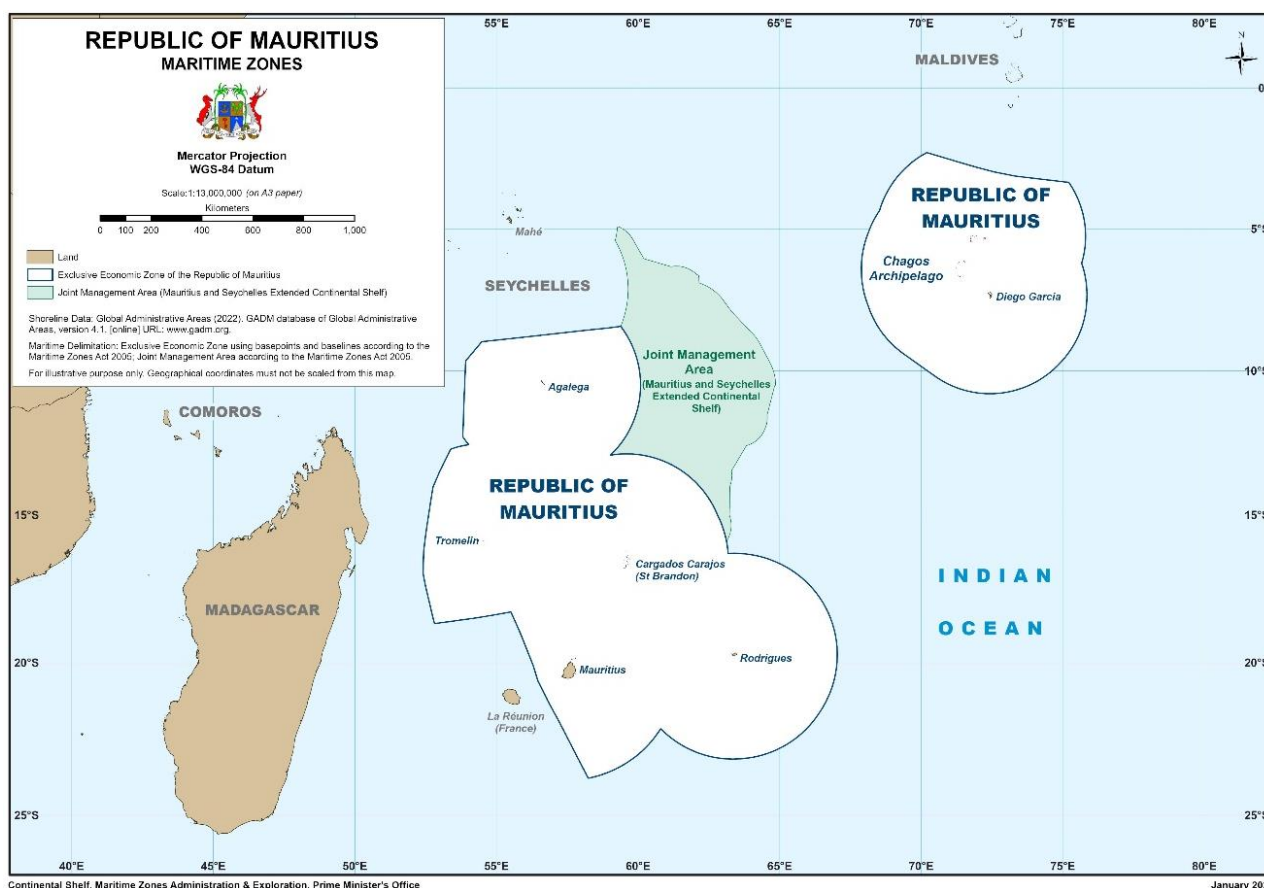 REPUBLIC OF MAURITIUS
MARITIME ZONES
Mercator Projection
WGS-84 Datum
Scale:1:13,000,000 (on A3 paper)
Kilometers
0 100 200 400 600 800 1,000
Land
Exclusive Economic Zone of the Republic of Mauritius
Joint Management Area (Mauritius and Seychelles Extended Continental Shelf)
Shoreline Data: Global Administrative Areas (2022). GADM database of Global Administrative
Areas, version 4.1. [online] URL: www.gadm.org.
Maritime Delimitation: Exclusive Economic Zone using basepoints and baselines according to the
Maritime Zones Act 2005; Joint Management Area according to the Maritime Zones Act 2005.
For illustrative purpose only. Geographical coordinates must not be scaled from this map.
55°E 60°E 65°E 70°E 75°E 80°E
N
MALDIVES
0
REPUBLIC OF
MAURITIUS
Mahé
5°S
Chagos
Archipelago
SEYCHELLES
Diego Garcia
Joint Management
Area
(Mauritius and Seychelles
Extended Continental
Shelf)
10°S
Agalega
COMOROS
REPUBLIC OF
MAURITIUS
15°S
15°S
Tromelin
Cargados Carajos
(St Brandon)
INDIAN
OCEAN
MADAGASCAR
20°S
Mauritius
Rodrigues
20°S
La Réunion
(France)
25°S
25°S
40°E 45°E 50°E 55°E 60°E 65°E 70°E 75°E 80°E
Continental Shelf, Maritime Zones Administration & Exploration, Prime Minister's Office
January